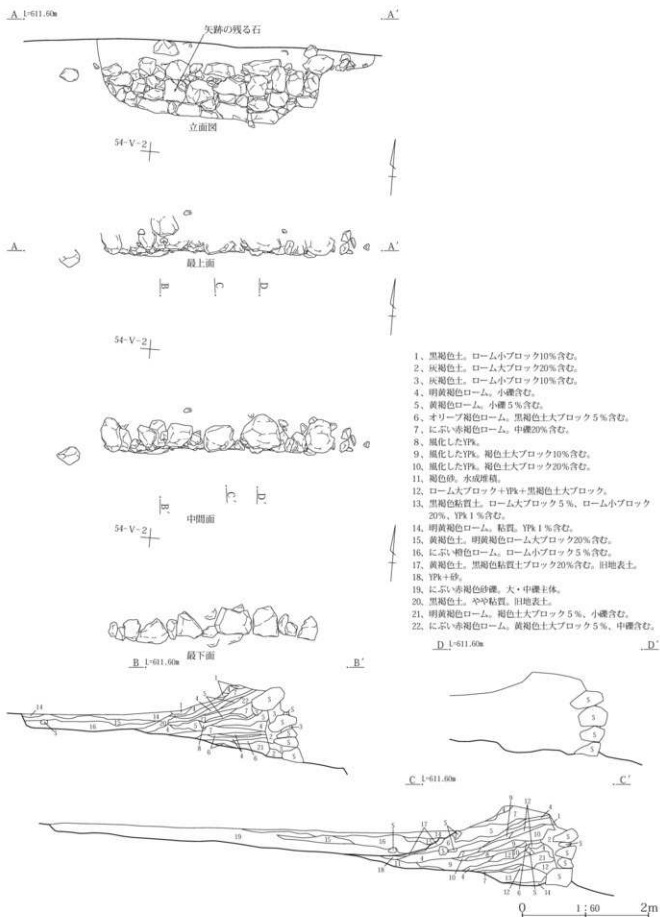 A L=611.60m A'
矢跡の残る石
立面図
54-V-2
A A'
最上面
B C D
54-V-2
B' C' D'
中間面
54-V-2
最下面
1、黒褐色土。ローム小ブロック10%含む。
2、灰褐色土。ローム大ブロック20%含む。
3、灰褐色土。ローム小ブロック10%含む。
4、明黄褐色ローム。小礫含む。
5、黄褐色ローム。小礫5%含む。
6、オリーブ褐色ローム。黒褐色土大ブロック5%含む。
7、にぶい赤褐色ローム。中礫20%含む。
8、風化したYPk。
9、風化したYPk。褐色土大ブロック10%含む。
10、風化したYPk。褐色土大ブロック20%含む。
11、褐色砂。水成堆積。
12、ローム大ブロック+YPk+黒褐色土大ブロック。
13、黒褐色粘質土。ローム大ブロック5%、ローム小ブロック
20%、YPk1%含む。
14、明黄褐色ローム。粘質。YPk1%含む。
15、黄褐色土。明黄褐色ローム大ブロック20%含む。
16、にぶい橙色ローム。ローム小ブロック5%含む。
17、黄褐色土。黒褐色粘質土ブロック20%含む。旧地表土。
18、YPk+砂。
19、にぶい赤褐色砂礫。大・中礫主体。
20、黒褐色土。やや粘質。旧地表土。
21、明黄褐色ローム。褐色土大ブロック5%、小礫含む。
22、にぶい赤褐色ローム。黄褐色土大ブロック5%、中礫含む。
B L=611.60m B'
D L=611.60m D'
C L=611.60m C'
0 1:60 2m